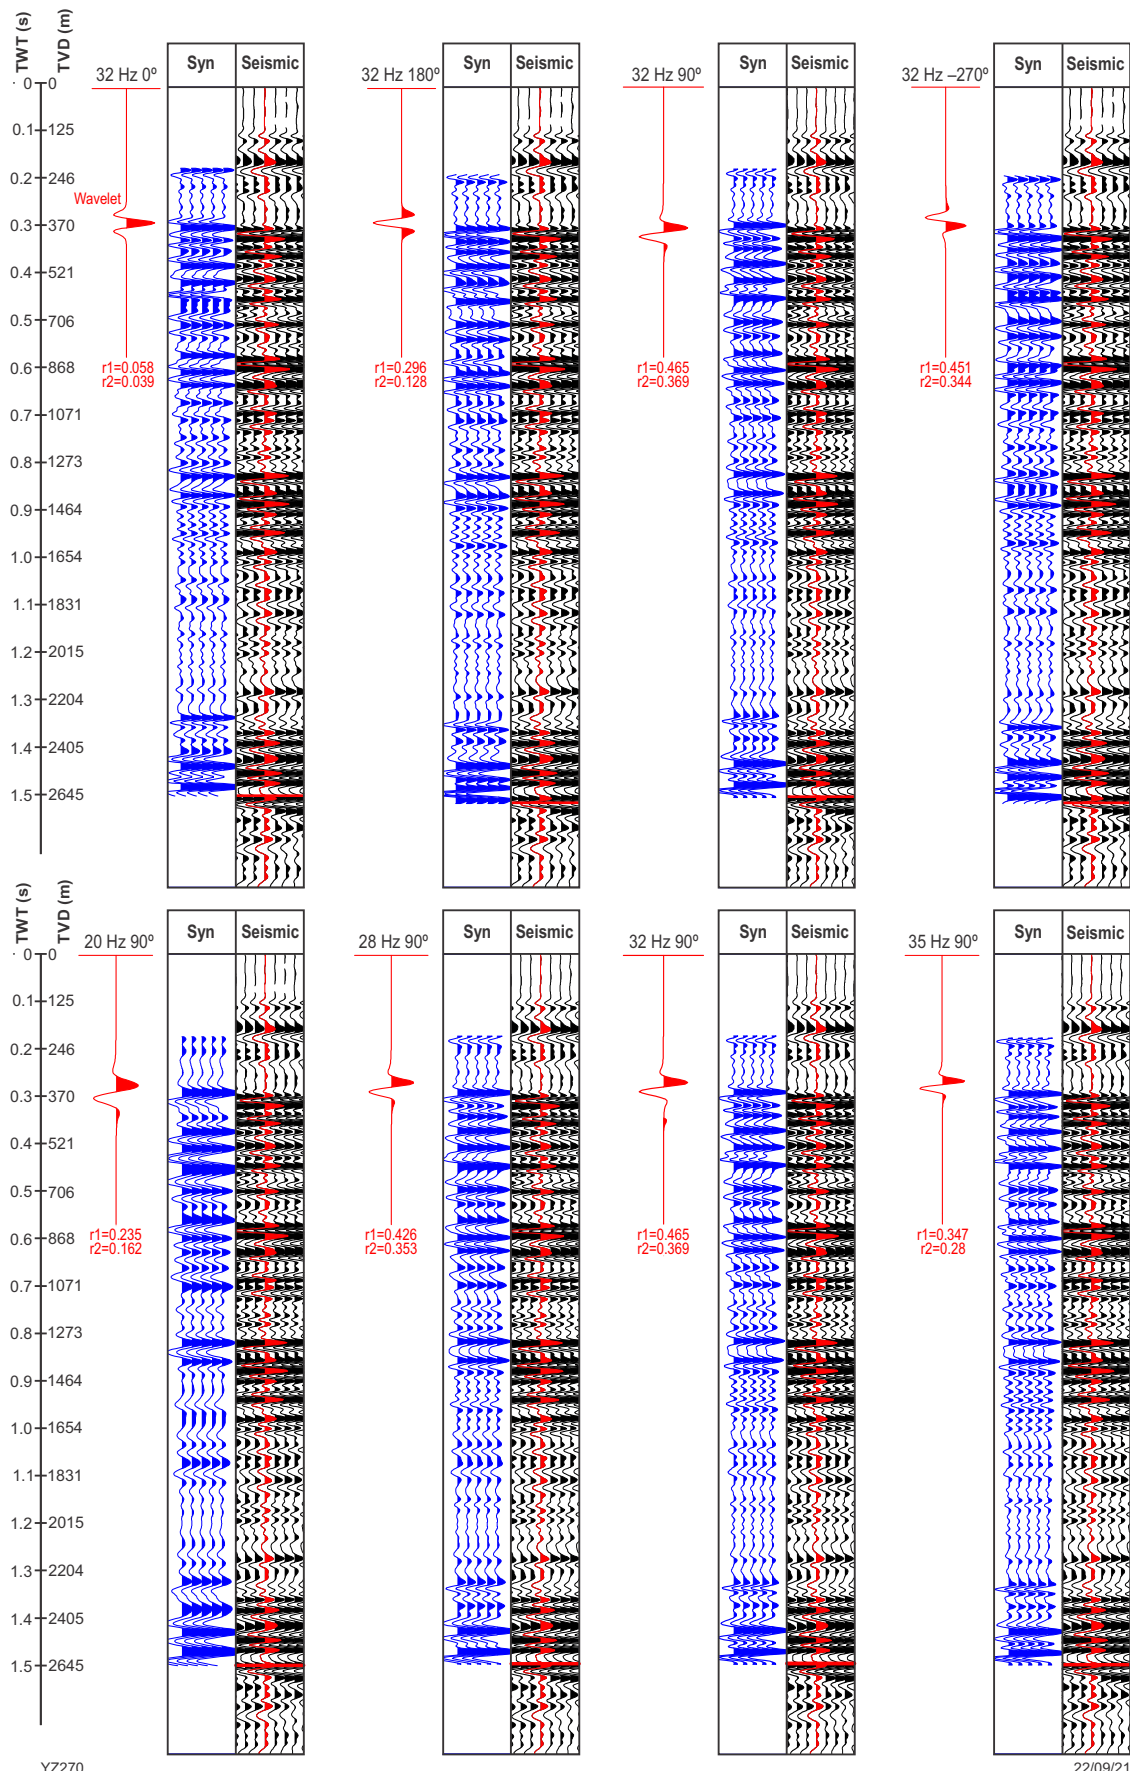 TWT (s)
TVD (m)
32 Hz 0º
Syn
Seismic
32 Hz 180º
Syn
Seismic
32 Hz 90º
Syn
Seismic
32 Hz –270º
Syn
Seismic
0 0
0.1 125
0.2 246
Wavelet
0.3 370
0.4 521
0.5 706
0.6 868
0.7 1071
0.8 1273
0.9 1464
1.0 1654
1.1 1831
1.2 2015
1.3 2204
1.4 2405
1.5 2645
r1=0.058
r2=0.039
r1=0.296
r2=0.128
r1=0.465
r2=0.369
r1=0.451
r2=0.344
TWT (s)
TVD (m)
20 Hz 90º
Syn
Seismic
28 Hz 90º
Syn
Seismic
32 Hz 90º
Syn
Seismic
35 Hz 90º
Syn
Seismic
0 0
0.1 125
0.2 246
0.3 370
0.4 521
0.5 706
0.6 868
0.7 1071
0.8 1273
0.9 1464
1.0 1654
1.1 1831
1.2 2015
1.3 2204
1.4 2405
1.5 2645
r1=0.235
r2=0.162
r1=0.426
r2=0.353
r1=0.465
r2=0.369
r1=0.347
r2=0.28
YZ270
22/09/21